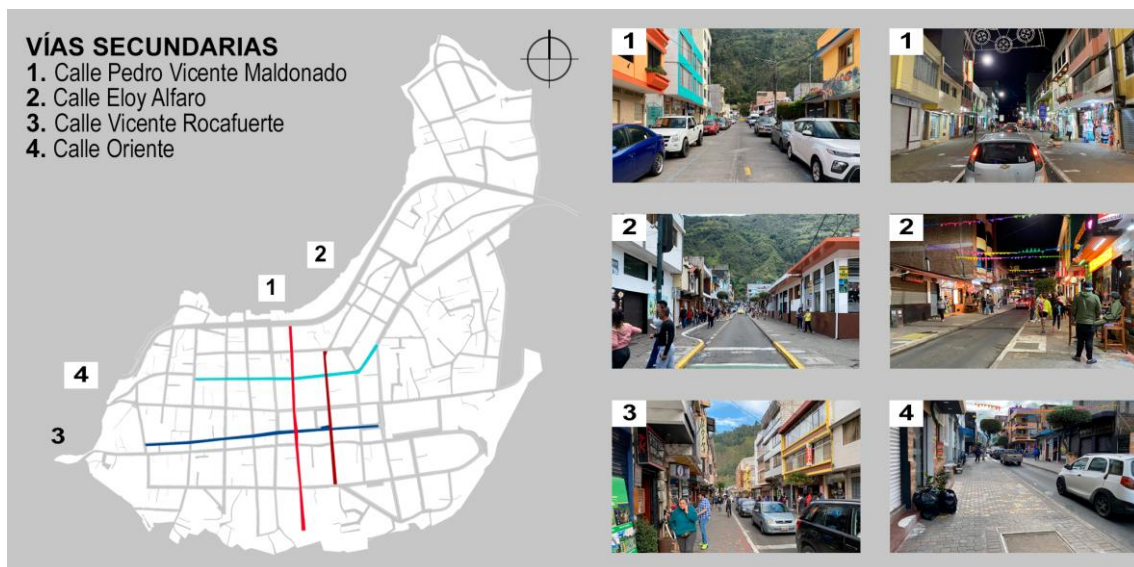 VÍAS SECUNDARIAS
1. Calle Pedro Vicente Maldonado
2. Calle Eloy Alfaro
3. Calle Vicente Rocafuerte
4. Calle Oriente
2
1
4
3
1
1
2
2
3
4